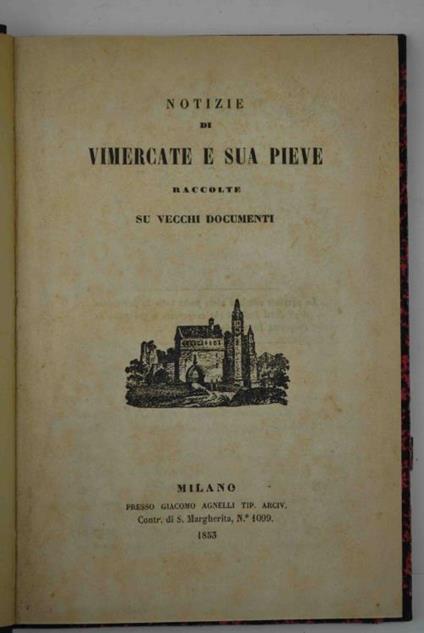 NOTIZIE
DI
VIMERCATE E SUA PIEVE
RACCOLTE
SU VECCHI DOCUMENTI
MILANO
PRESSO GIACOMO AGNELLI TIP. ARCIV.
Contr. di S. Margherita, N.° 1099.
1853